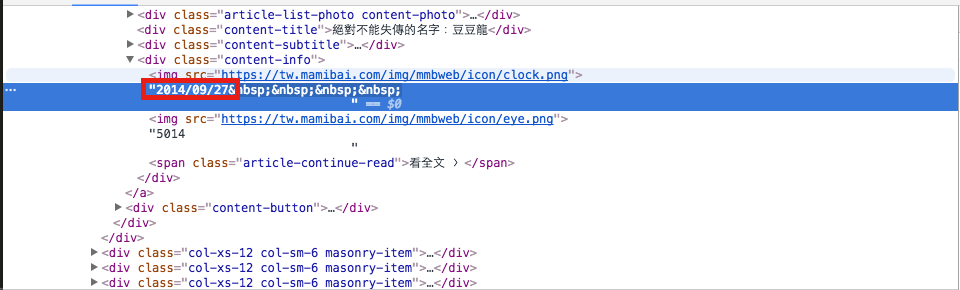 ▶<div class="article-list-photo content-photo">…</div>
<div class="content-title">絕對不能失傳的名字：豆豆龍</div>
▶<div class="content-subtitle">…</div>
▼<div class="content-info">
<img src="https://tw.mamibai.com/img/mmbweb/icon/clock.png">
… "2014/09/27&nbsp;&nbsp;&nbsp;&nbsp;
" == $0
<img src="https://tw.mamibai.com/img/mmbweb/icon/eye.png">
"5014
"
<span class="article-continue-read">看全文 〉</span>
</div>
</a>
▶<div class="content-button">…</div>
</div>
</div>
▶<div class="col-xs-12 col-sm-6 masonry-item">…</div>
▶<div class="col-xs-12 col-sm-6 masonry-item">…</div>
▶<div class="col-xs-12 col-sm-6 masonry-item">…</div>